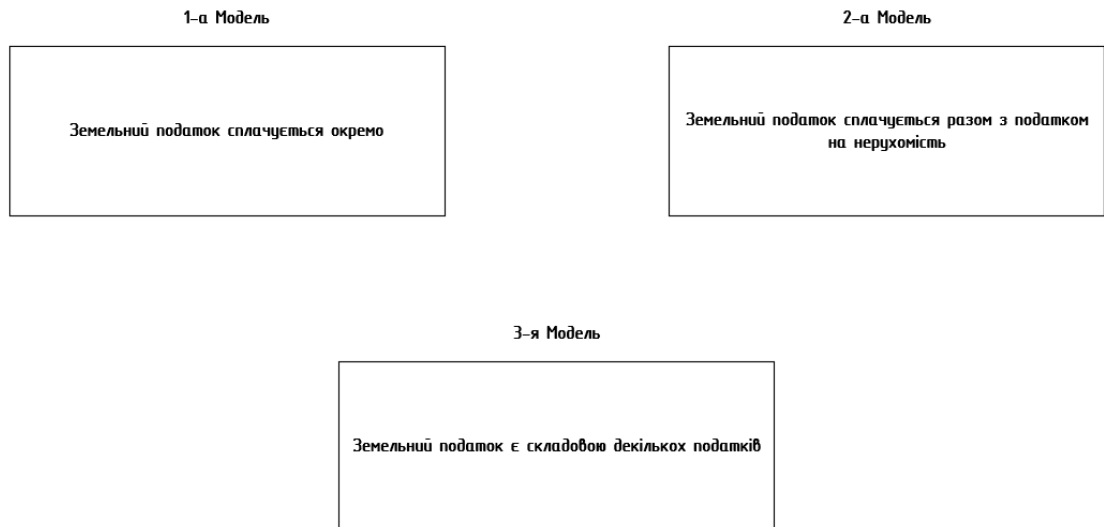 1-а Модель
Земельний податок сплачується окремо
2-а Модель
Земельний податок сплачується разом з податком
на нерухомість
3-я Модель
Земельний податок є складовою декількох податків